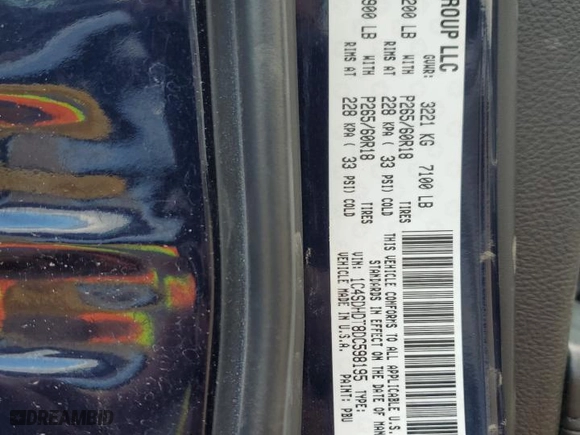 GROUP LLC
GVWR: 3221 KG 7100 LB
200 LB WITH P265/60R18 TIRES
RIMS AT 228 KPA ( 33 PSI) COLD
900 LB WITH P265/60R18 TIRES
RIMS AT 228 KPA ( 33 PSI) COLD
THIS VEHICLE CONFORMS TO ALL APPLICABLE U.S.
STANDARDS IN EFFECT ON THE DATE OF MAN
VIN: 1C4SDHDT8DC598195 TYPE:
VEHICLE MADE IN U.S.A. PAINT: PBU
DREAMBID